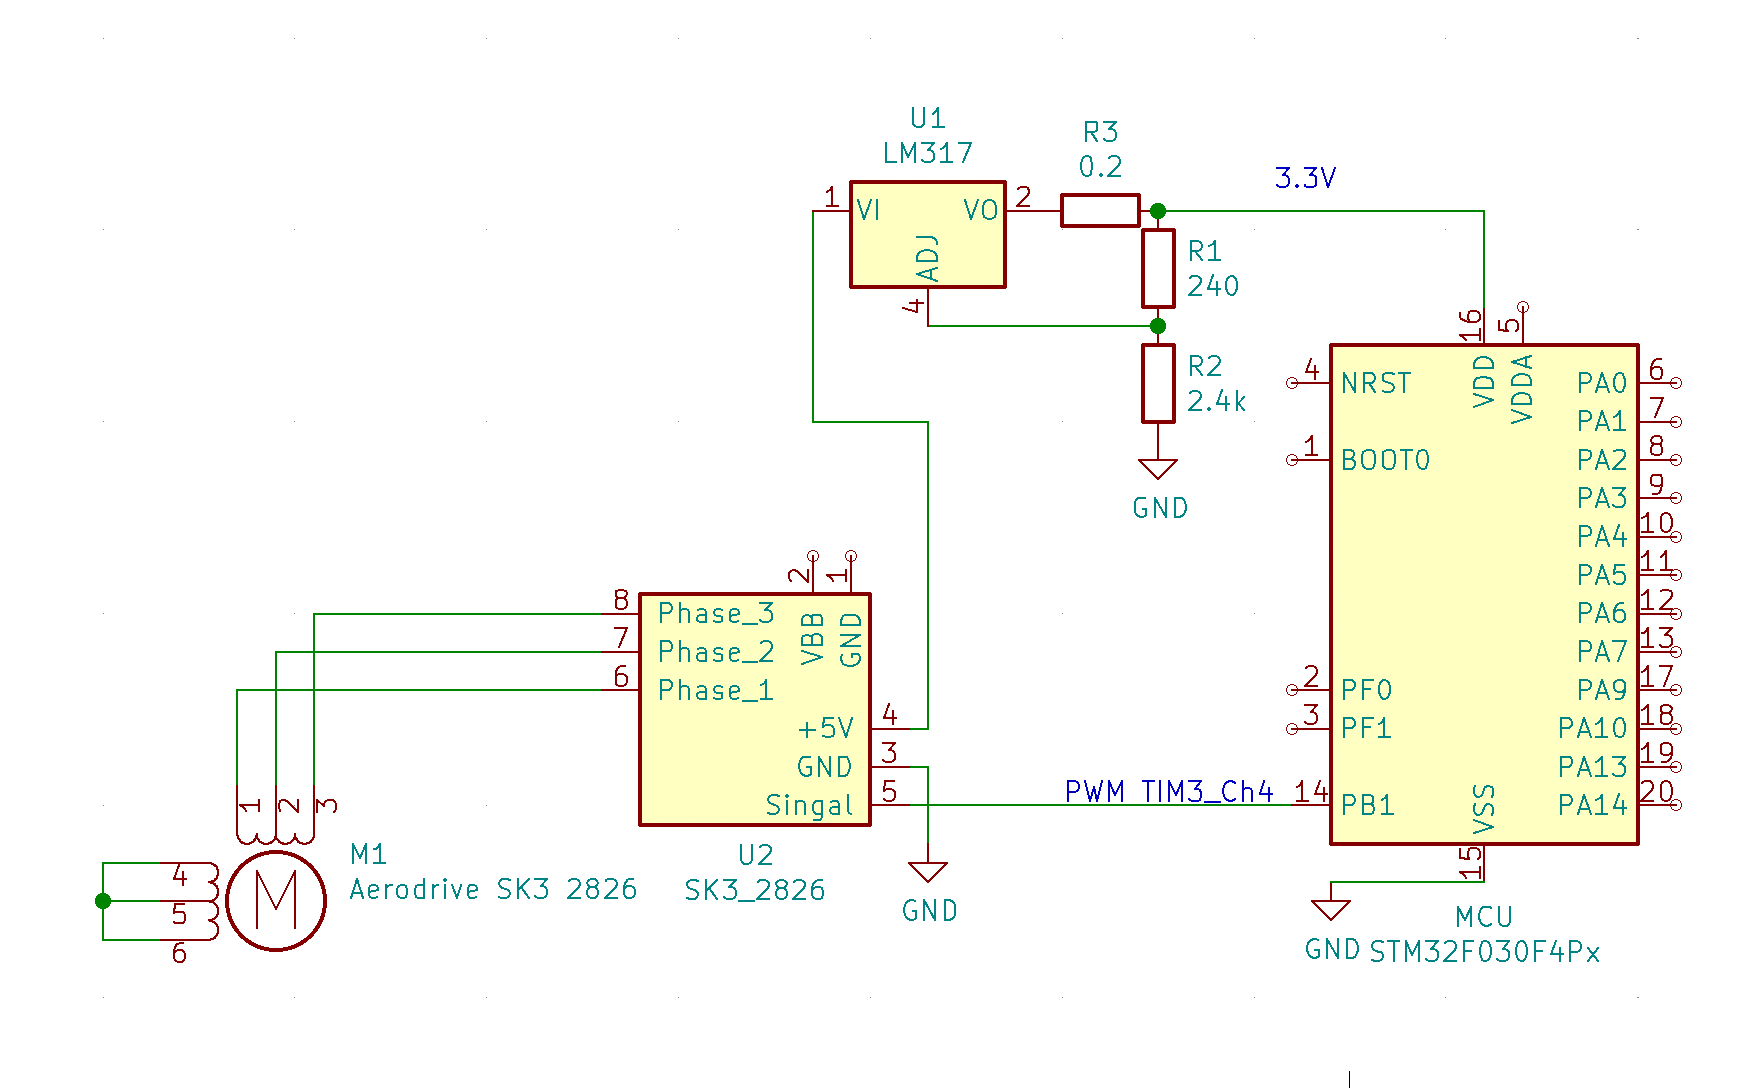 U1
LM317
R3
0.2
3.3V
1
VI
VO
2
ADJ
4
R1
240
R2
2.4k
GND
16
5
VDD
VDDA
4
NRST
PA0
6
PA1
7
1
BOOT0
PA2
8
PA3
9
PA4
10
PA5
11
PA6
12
PA7
13
2
PF0
PA9
17
3
PF1
PA10
18
PA13
19
PWM TIM3_Ch4
14
PB1
VSS
PA14
20
15
GND
MCU
STM32F030F4Px
2
1
8
Phase_3
VBB
GND
7
Phase_2
6
Phase_1
+5V
4
GND
3
Singal
5
U2
SK3_2826
GND
1
2
3
M1
Aerodrive SK3 2826
4
5
6
M